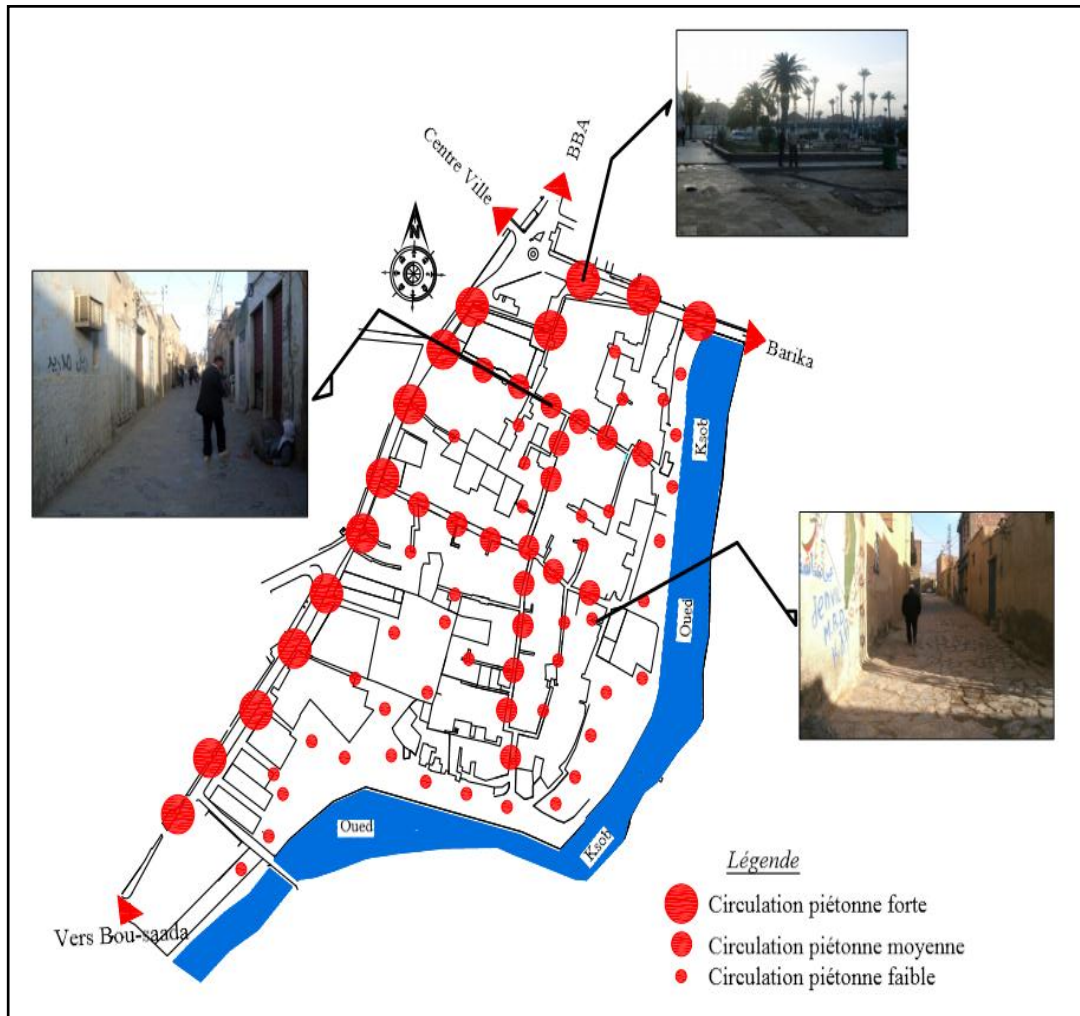 BBA
Centre Ville
N
Barika
Ksob
Oued
Oued
Ksob
Vers Bou-saada
Légende
Circulation piétonne forte
Circulation piétonne moyenne
Circulation piétonne faible